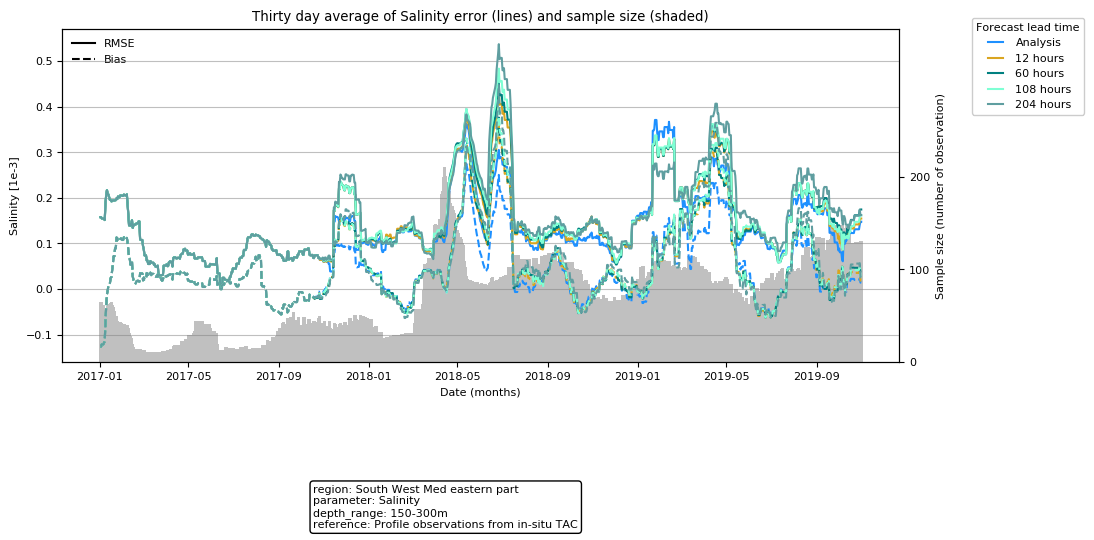 Thirty day average of Salinity error (lines) and sample size (shaded)
RMSE
Bias
Forecast lead time
Analysis
12 hours
60 hours
108 hours
204 hours
Salinity [1e-3]
0.5
0.4
0.3
0.2
0.1
0.0
−0.1
Sample size (number of observation)
200
100
0
2017-01 2017-05 2017-09 2018-01 2018-05 2018-09 2019-01 2019-05 2019-09
Date (months)
region: South West Med eastern part
parameter: Salinity
depth_range: 150-300m
reference: Profile observations from in-situ TAC